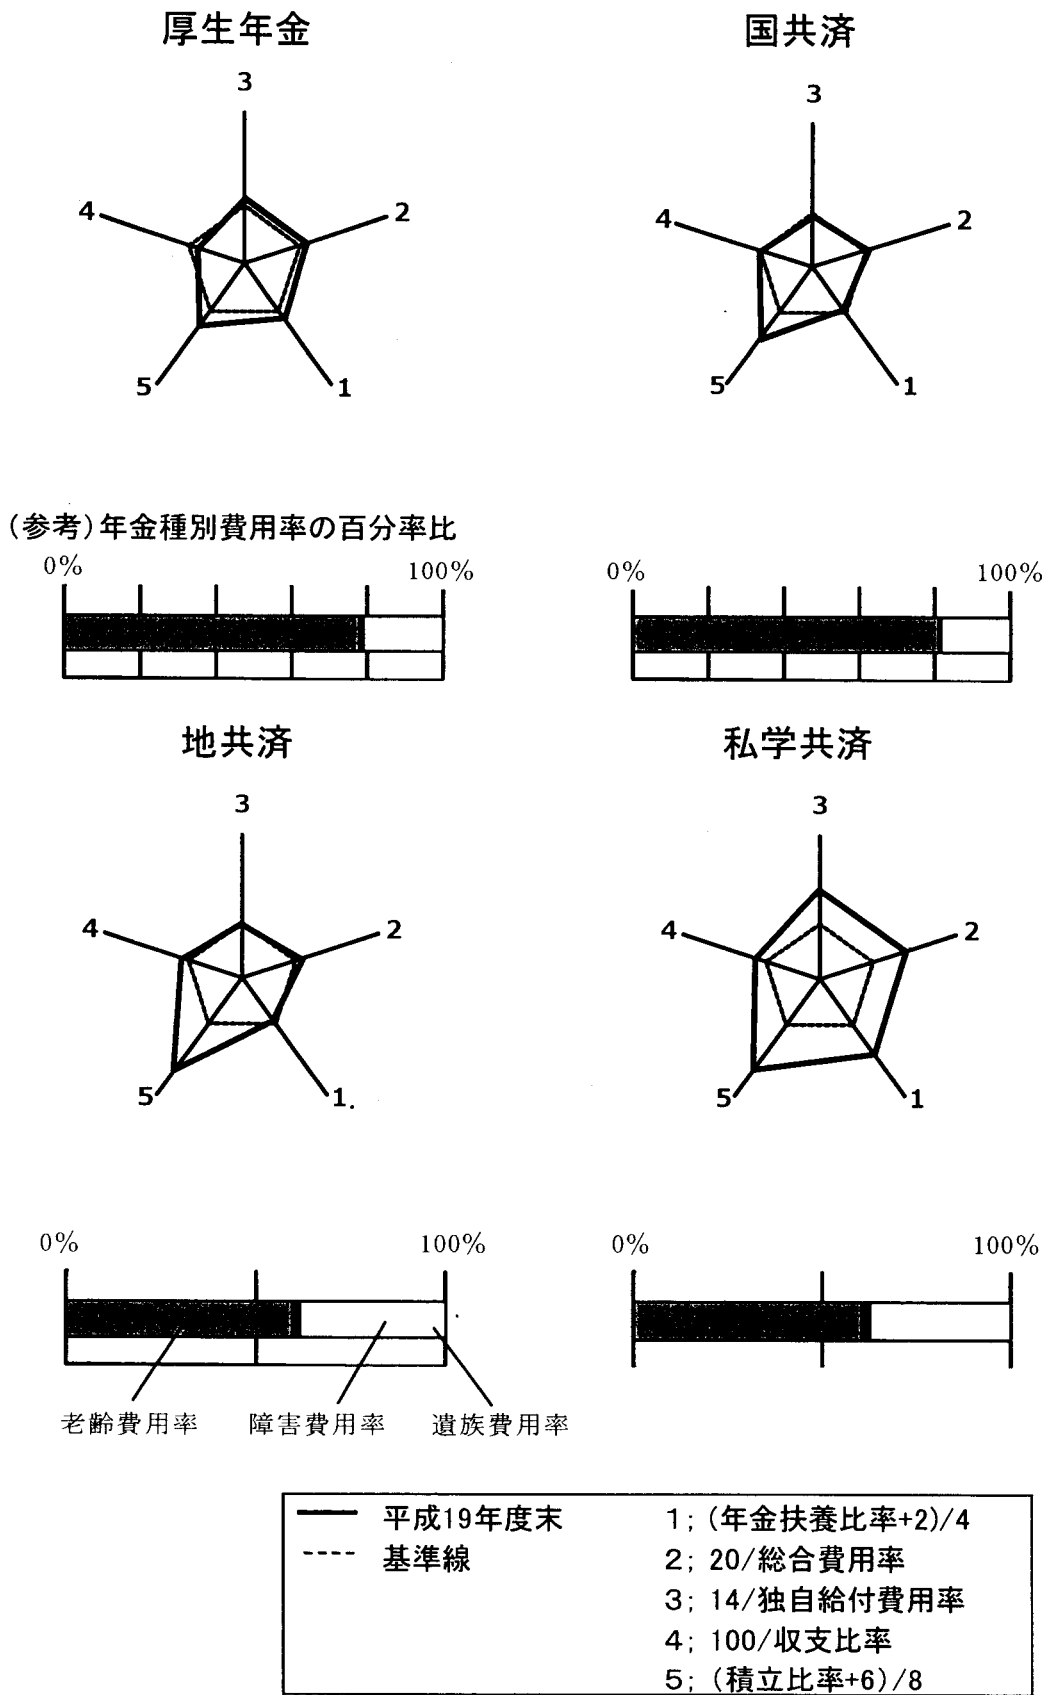 厚生年金
国共済
3
4
2
5
1
3
4
2
5
1
(参考)年金種別費用率の百分率比
0%
100%
0%
100%
地共済
私学共済
3
4
2
5
1.
3
4
2
5
1
0%
100%
0%
100%
老齢費用率 障害費用率 遺族費用率
平成19年度末
基準線
1; (年金扶養比率+2)/4
2; 20/総合費用率
3; 14/独自給付費用率
4; 100/収支比率
5; (積立比率+6)/8